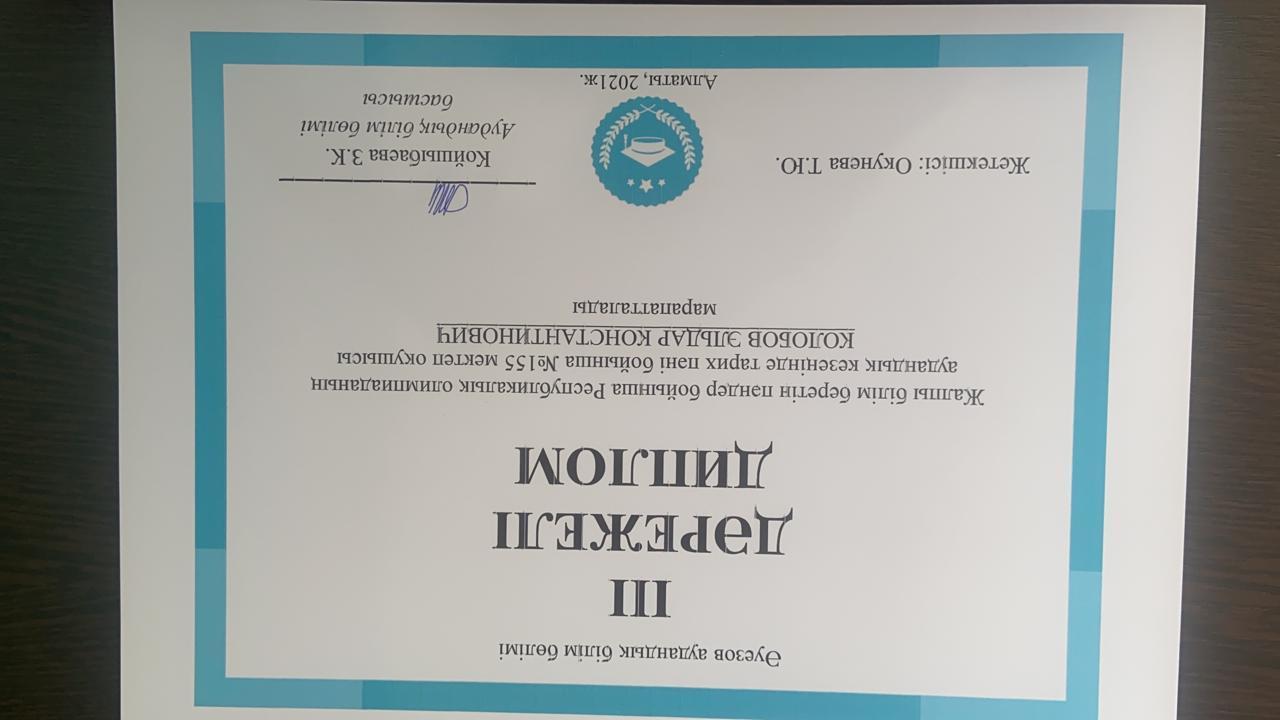 Әуезов аудандық білім бөлімі
III
ДӘРЕЖЕЛІ
ДИПЛОМ
Жалпы білім беретін пәндер бойынша Республикалық олимпиаданың
аудандық кезеңінде тарих пәні бойынша №155 мектеп оқушысы
КОЛОБОВ ЭЛЬДАР КОНСТАНТИНОВИЧ
марапатталады
Жетекшісі: Окунева Т.Ю.
Койшыбаева З.К.
Аудандық білім бөлімі
басшысы
Алматы, 2021ж.